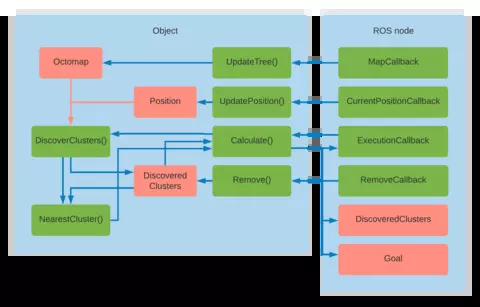 Object
ROS node
Octomap
UpdateTree()
MapCallback
Position
UpdatePosition()
CurrentPositionCallback
DiscoverClusters()
Calculate()
ExecutionCallback
Discovered
Clusters
Remove()
RemoveCallback
NearestCluster()
DiscoveredClusters
Goal